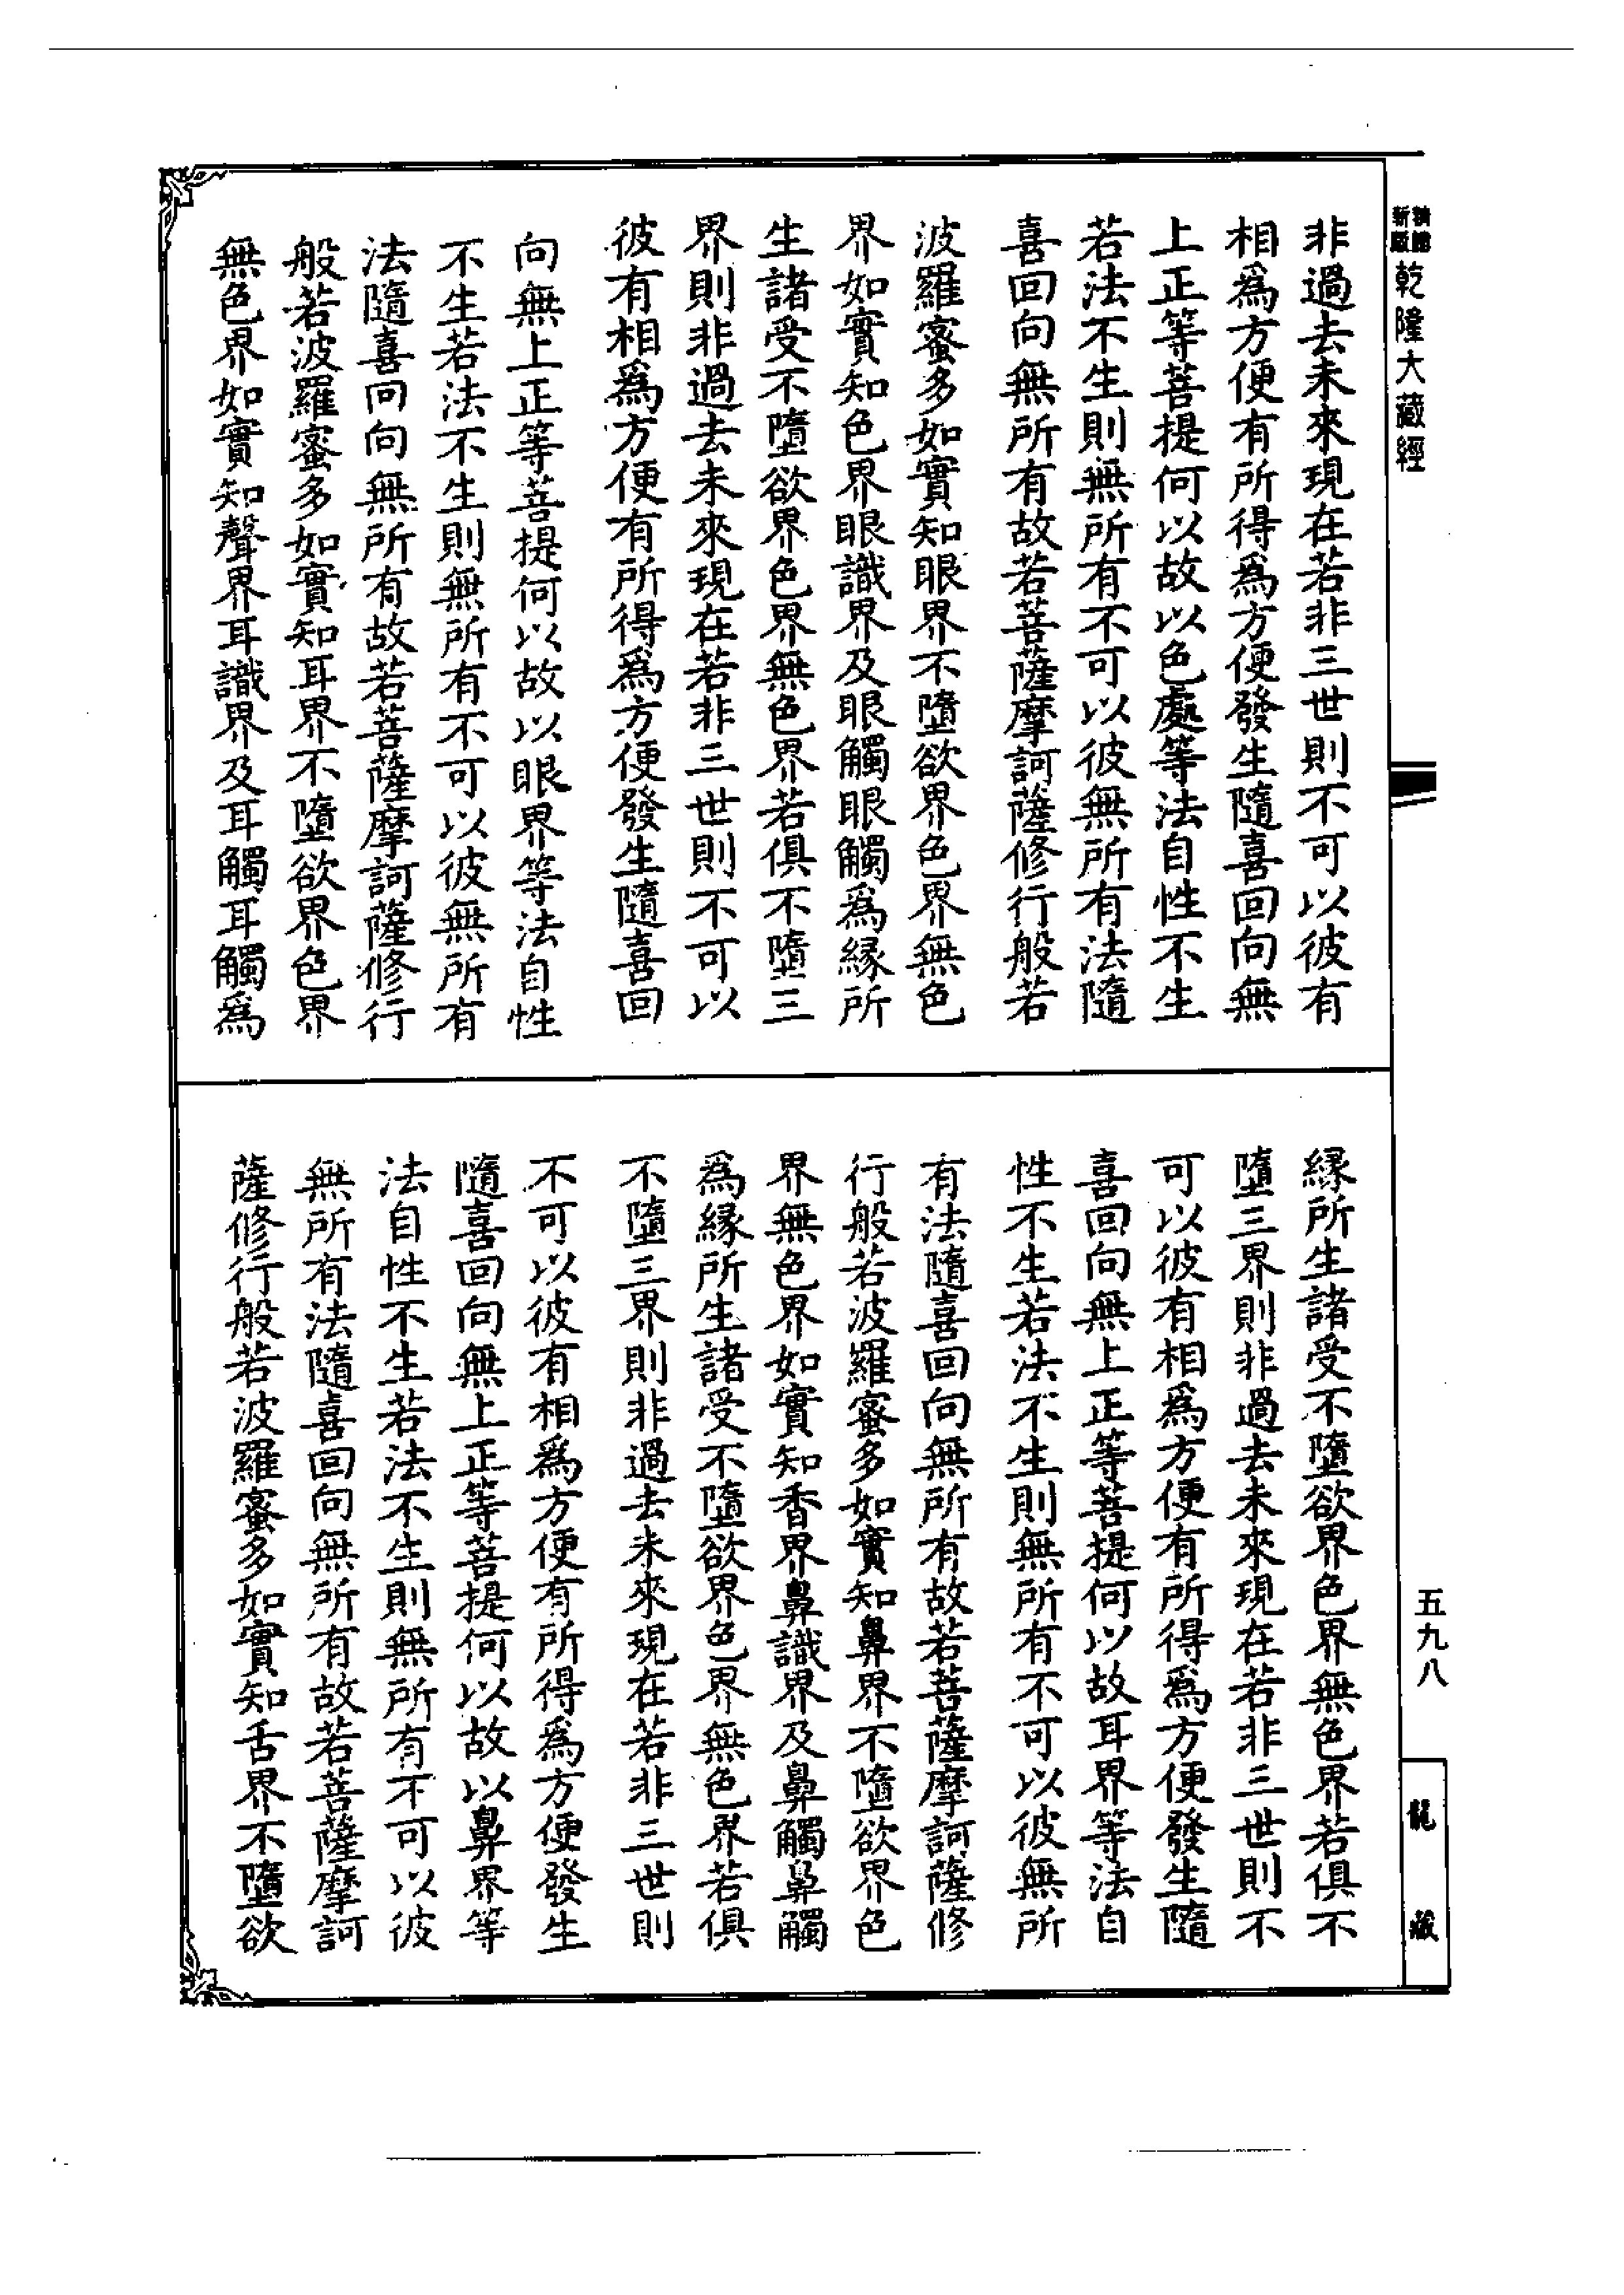 精縮
新版
乾隆大藏經
非過去未來現在若非三世則不可以彼有
相爲方便有所得爲方便發生隨喜回向無
上正等菩提何以故以色處等法自性不生
若法不生則無所有不可以彼無所有法隨
喜回向無所有故若菩薩摩訶薩修行般若
波羅蜜多如實知眼界不墮欲界色界無色
界如實知色界眼識界及眼觸眼觸爲緣所
生諸受不墮欲界色界無色界若俱不墮三
界則非過去未來現在若非三世則不可以
彼有相爲方便有所得爲方便發生隨喜回
向無上正等菩提何以故以眼界等法自性
不生若法不生則無所有不可以彼無所有
法隨喜回向無所有故若菩薩摩訶薩修行
般若波羅蜜多如實知耳界不墮欲界色界
無色界如實知聲界耳識界及耳觸耳觸爲
緣所生諸受不墮欲界色界無色界若俱不
墮三界則非過去未來現在若非三世則不
可以彼有相爲方便有所得爲方便發生隨
喜回向無上正等菩提何以故耳界等法自
性不生若法不生則無所有不可以彼無所
有法隨喜回向無所有故若菩薩摩訶薩修
行般若波羅蜜多如實知鼻界不墮欲界色
界無色界如實知香界鼻識界及鼻觸鼻觸
爲緣所生諸受不墮欲界色界無色界若俱
不墮三界則非過去未來現在若非三世則
不可以彼有相爲方便有所得爲方便發生
隨喜回向無上正等菩提何以故以鼻界等
法自性不生若法不生則無所有不可以彼
無所有法隨喜回向無所有故若菩薩摩訶
薩修行般若波羅蜜多如實知舌界不墮欲
五九八
龍藏